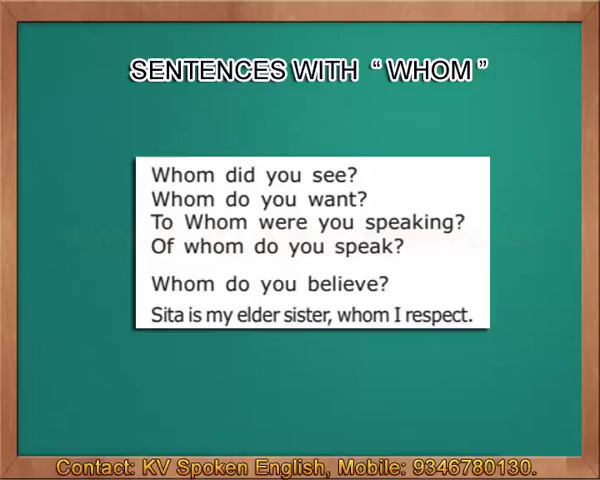 SENTENCES WITH “ WHOM ”
Whom did you see?
Whom do you want?
To Whom were you speaking?
Of whom do you speak?
Whom do you believe?
Sita is my elder sister, whom I respect.
Contact: KV Spoken English, Mobile: 9346780130.